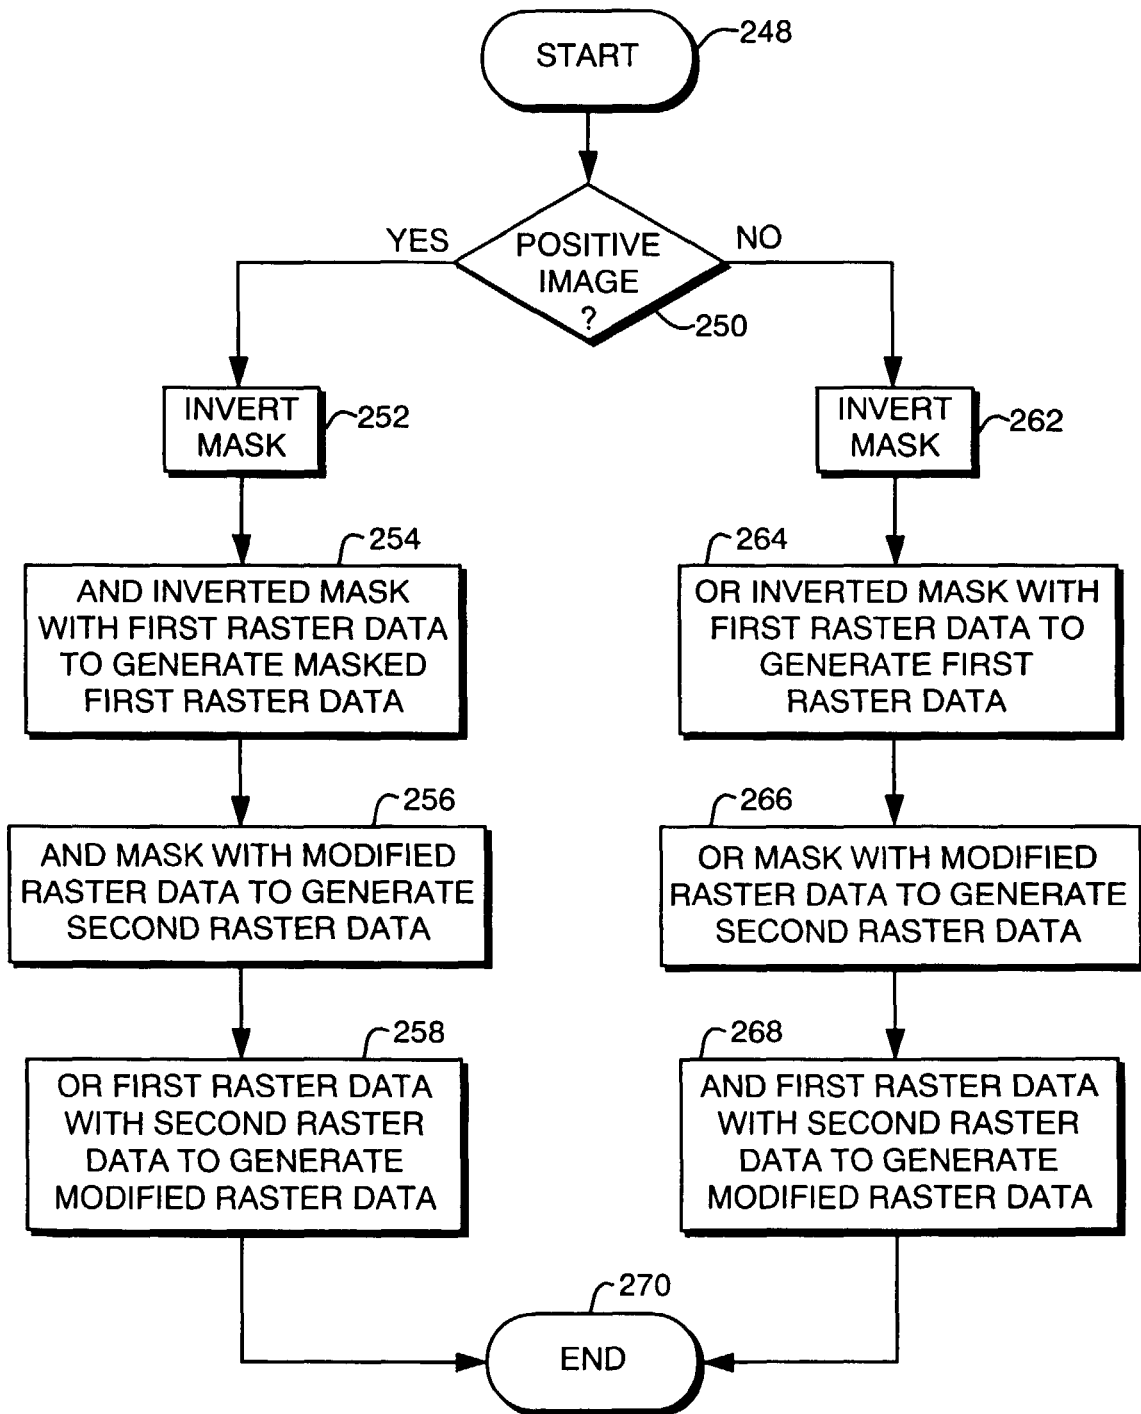 START
248
POSITIVE
IMAGE
?
YES
NO
250
INVERT
MASK
252
AND INVERTED MASK
WITH FIRST RASTER DATA
TO GENERATE MASKED
FIRST RASTER DATA
254
AND MASK WITH MODIFIED
RASTER DATA TO GENERATE
SECOND RASTER DATA
256
OR FIRST RASTER DATA
WITH SECOND RASTER
DATA TO GENERATE
MODIFIED RASTER DATA
258
INVERT
MASK
262
OR INVERTED MASK WITH
FIRST RASTER DATA TO
GENERATE FIRST
RASTER DATA
264
OR MASK WITH MODIFIED
RASTER DATA TO GENERATE
SECOND RASTER DATA
266
AND FIRST RASTER DATA
WITH SECOND RASTER
DATA TO GENERATE
MODIFIED RASTER DATA
268
END
270